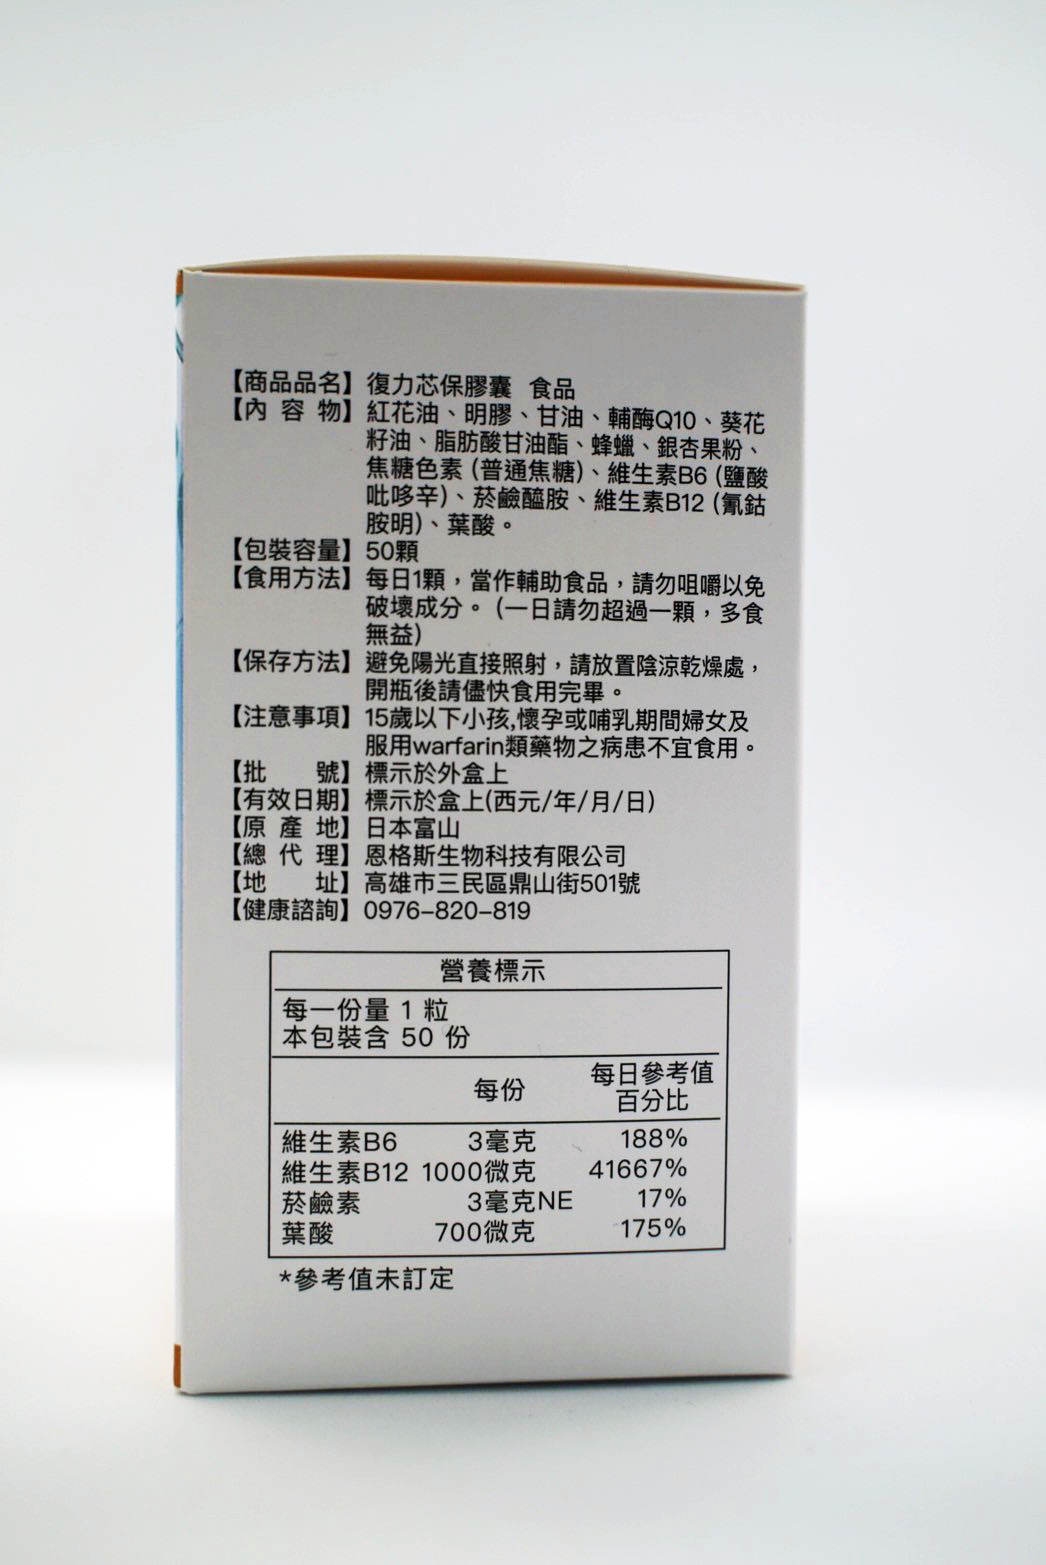 【商品品名】復力芯保膠囊 食品
【內 容 物】紅花油、明膠、甘油、輔酶Q10、葵花
籽油、脂肪酸甘油酯、蜂蠟、銀杏果粉、
焦糖色素 (普通焦糖)、維生素B6 (鹽酸
吡哆辛)、菸鹼醯胺、維生素B12 (氰鈷
胺明)、葉酸。
【包裝容量】50顆
【食用方法】每日1顆，當作輔助食品，請勿咀嚼以免
破壞成分。 (一日請勿超過一顆，多食
無益)
【保存方法】避免陽光直接照射，請放置陰涼乾燥處，
開瓶後請儘快食用完畢。
【注意事項】15歲以下小孩,懷孕或哺乳期間婦女及
服用warfarin類藥物之病患不宜食用。
【批 號】標示於外盒上
【有效日期】標示於盒上(西元/年/月/日)
【原 產 地】日本富山
【總 代 理】恩格斯生物科技有限公司
【地 址】高雄市三民區鼎山街501號
【健康諮詢】0976-820-819
營養標示
每一份量 1 粒
本包裝含 50 份
每份 每日參考值
百分比
維生素B6 3毫克 188%
維生素B12 1000微克 41667%
菸鹼素 3毫克NE 17%
葉酸 700微克 175%
*參考值未訂定